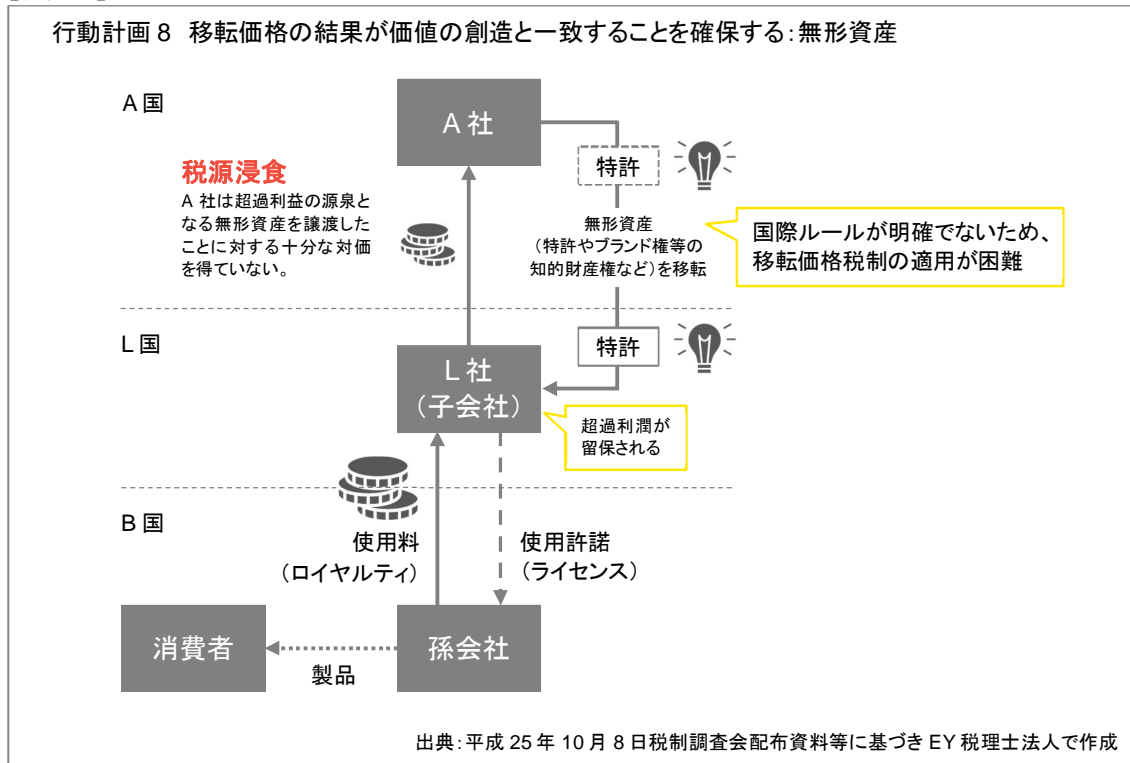 行動計画 8 移転価格の結果が価値の創造と一致することを確保する：無形資産
A 国
A 社
特許
税源浸食
A 社は超過利益の源泉と
なる無形資産を譲渡した
ことに対する十分な対価
を得ていない。
無形資産
（特許やブランド権等の
知的財産権など）を移転
国際ルールが明確でないため、
移転価格税制の適用が困難
L 国
特許
L 社
（子会社）
超過利潤が
留保される
B 国
使用料
（ロイヤルティ）
使用許諾
（ライセンス）
消費者
製品
孫会社
出典：平成 25 年 10 月 8 日税制調査会配布資料等に基づき EY 税理士法人で作成